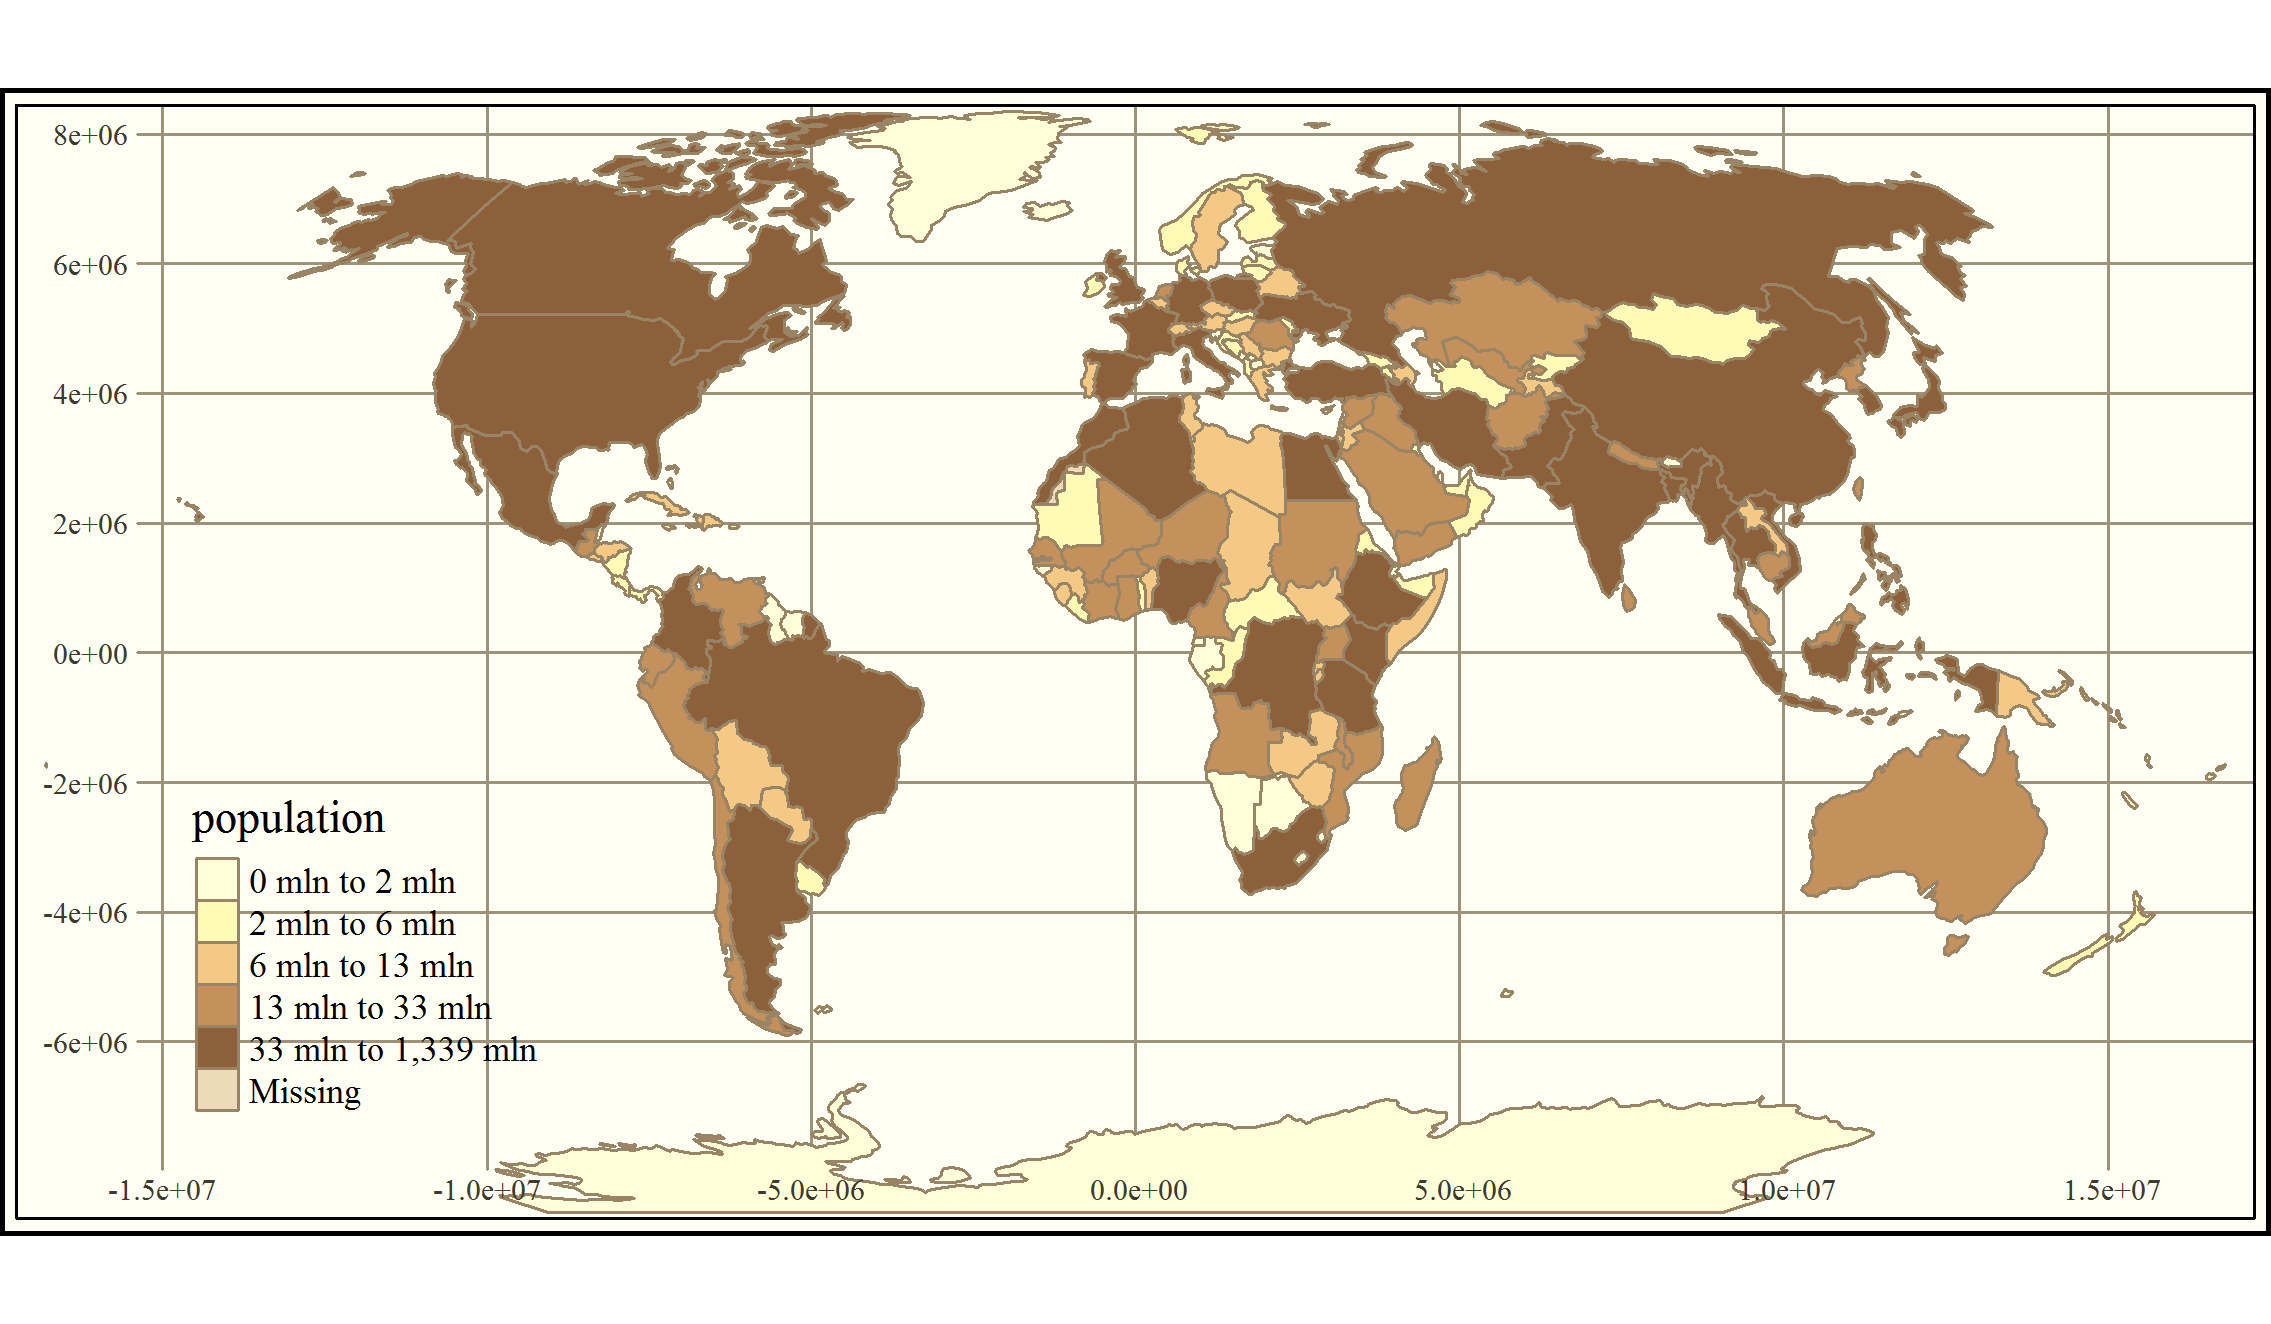 8e+06
6e+06
4e+06
2e+06
0e+00
-2e+06
-4e+06
-6e+06
population
0 mln to 2 mln
2 mln to 6 mln
6 mln to 13 mln
13 mln to 33 mln
33 mln to 1,339 mln
Missing
-1.5e+07 -1.0e+07 -5.0e+06 0.0e+00 5.0e+06 1.0e+07 1.5e+07